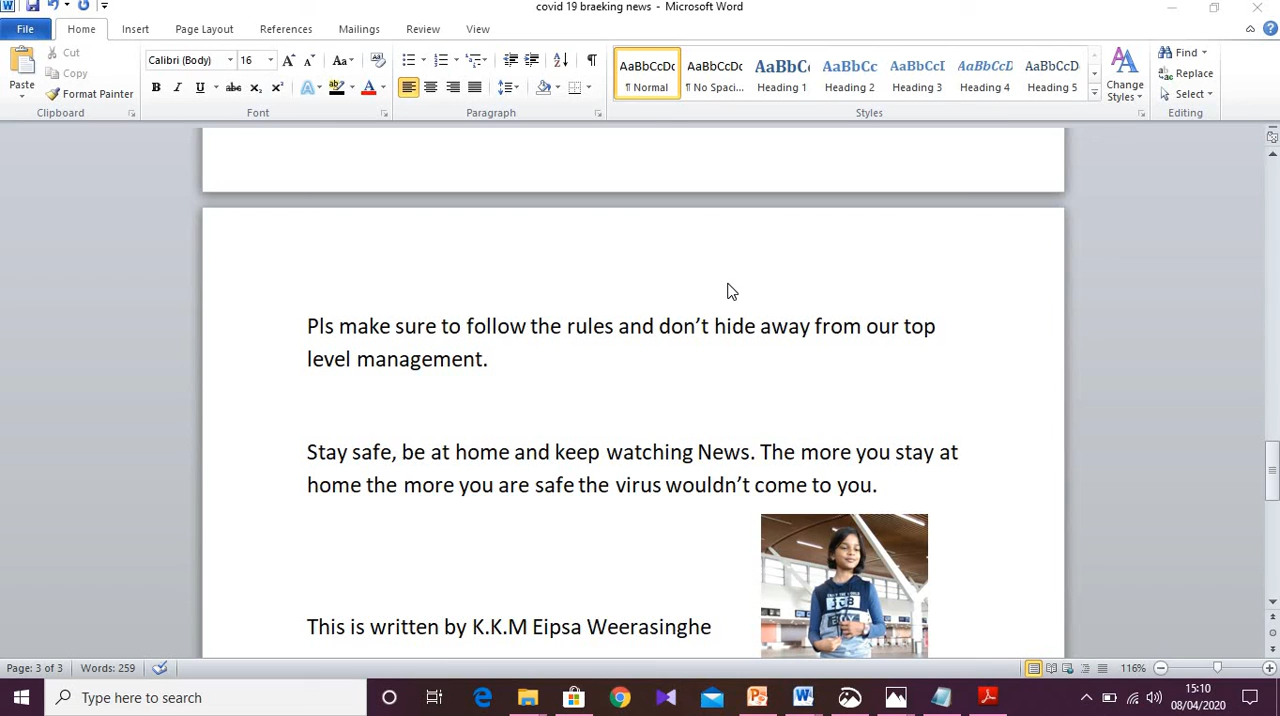 covid 19 braeking news - Microsoft Word
File Home Insert Page Layout References Mailings Review View
Paste
Cut
Copy
Format Painter
Clipboard
Calibri (Body) 16
Font
Paragraph
AaBbCcDc AaBbCcDc AaBbC AaBbCc AaBbCcI AaBbCcD AaBbCcD
¶ Normal ¶ No Spaci... Heading 1 Heading 2 Heading 3 Heading 4 Heading 5
Styles
Change
Styles
Find
Replace
Select
Editing
Pls make sure to follow the rules and don’t hide away from our top
level management.
Stay safe, be at home and keep watching News. The more you stay at
home the more you are safe the virus wouldn’t come to you.
This is written by K.K.M Eipsa Weerasinghe
Page: 3 of 3 Words: 259 116%
Type here to search
15:10
08/04/2020